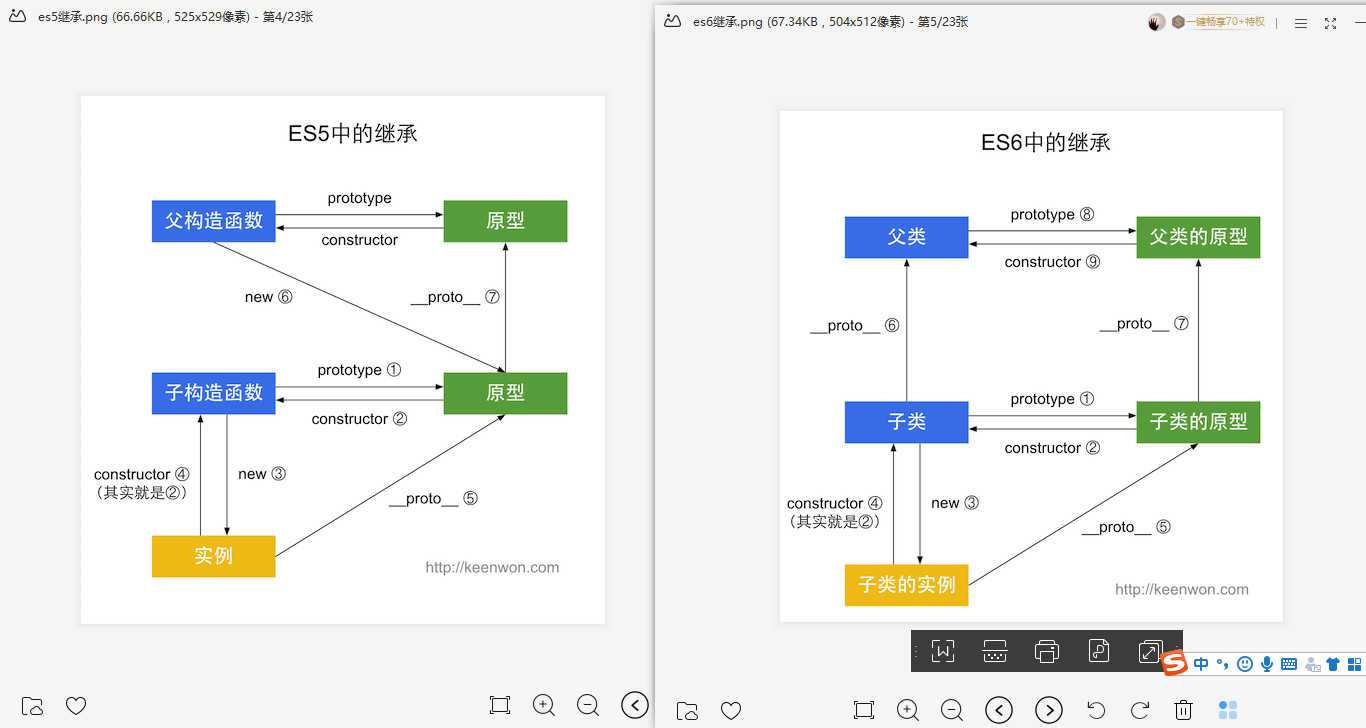 es5继承.png (66.66KB , 525x529像素) - 第4/23张
ES5中的继承
父构造函数
prototype
constructor
原型
new ⑥
__proto__ ⑦
子构造函数
prototype ①
constructor ②
原型
constructor ④
（其实就是②）
new ③
__proto__ ⑤
实例
http://keenwon.com
es6继承.png (67.34KB , 504x512像素) - 第5/23张
一键畅享70+特权
ES6中的继承
父类
prototype ⑧
constructor ⑨
父类的原型
__proto__ ⑥
__proto__ ⑦
子类
prototype ①
constructor ②
子类的原型
constructor ④
（其实就是②）
new ③
__proto__ ⑤
子类的实例
http://keenwon.com
中